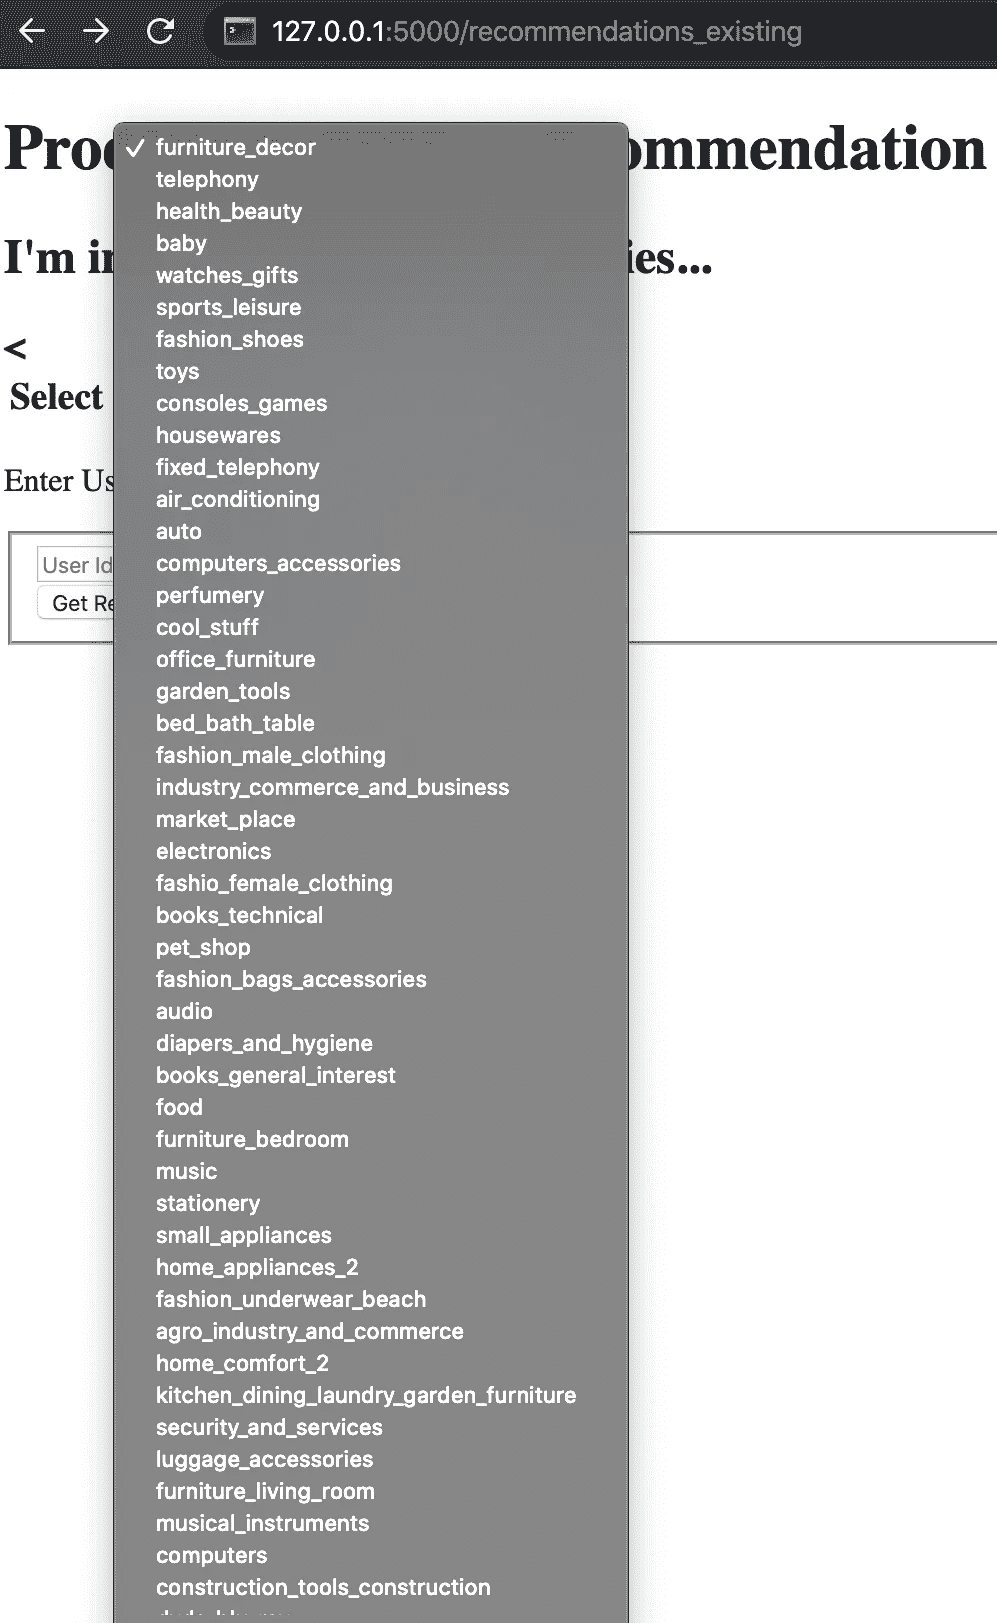 127.0.0.1:5000/recommendations_existing
ommendation
I'm ies...
<
Select
Enter Us
User Id
Get Re
✓ furniture_decor
telephony
health_beauty
baby
watches_gifts
sports_leisure
fashion_shoes
toys
consoles_games
housewares
fixed_telephony
air_conditioning
auto
computers_accessories
perfumery
cool_stuff
office_furniture
garden_tools
bed_bath_table
fashion_male_clothing
industry_commerce_and_business
market_place
electronics
fashio_female_clothing
books_technical
pet_shop
fashion_bags_accessories
audio
diapers_and_hygiene
books_general_interest
food
furniture_bedroom
music
stationery
small_appliances
home_appliances_2
fashion_underwear_beach
agro_industry_and_commerce
home_comfort_2
kitchen_dining_laundry_garden_furniture
security_and_services
luggage_accessories
furniture_living_room
musical_instruments
computers
construction_tools_construction